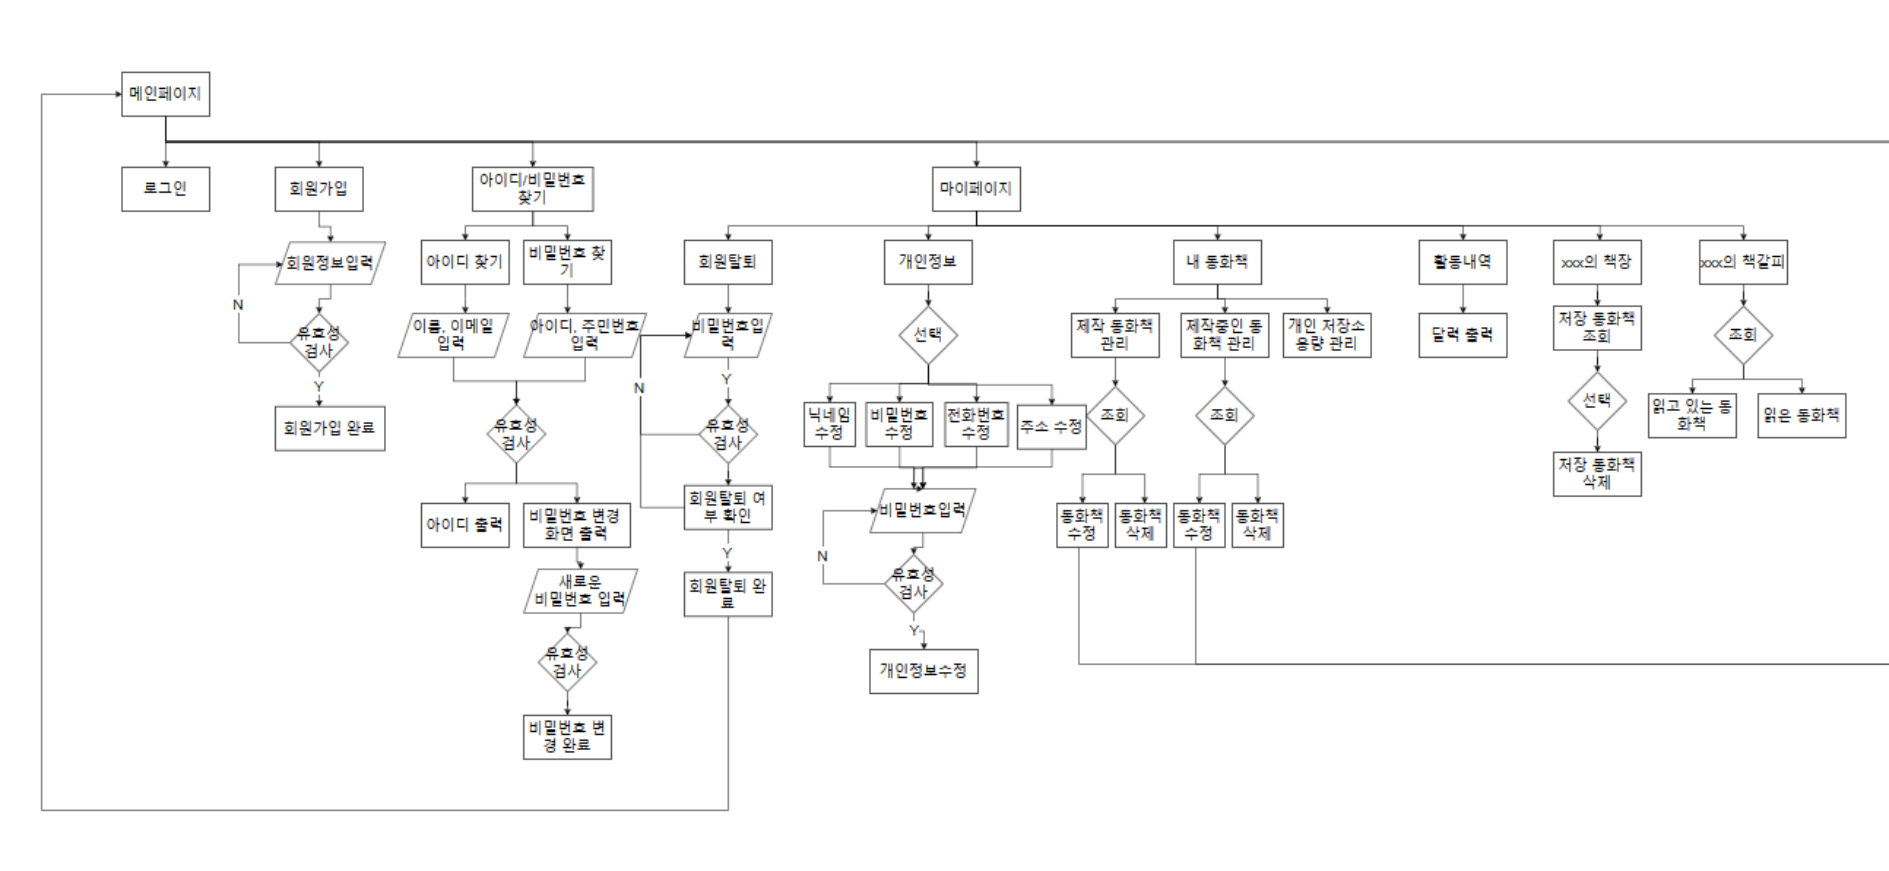 메인페이지
로그인
회원가입
아이디/비밀번호
찾기
마이페이지
회원정보입력
N
유효성
검사
Y
회원가입 완료
아이디 찾기
비밀번호 찾
기
이름, 이메일
입력
아이디, 주민번호
입력
유효성
검사
아이디 출력
비밀번호 변경
화면 출력
새로운
비밀번호 입력
유효성
검사
비밀번호 변
경 완료
회원탈퇴
비밀번호입
력
N
Y
유효성
검사
회원탈퇴 여
부 확인
Y
회원탈퇴 완
료
개인정보
선택
닉네임
수정
비밀번호
수정
전화번호
수정
주소 수정
비밀번호입력
N
유효성
검사
Y
개인정보수정
내 동화책
제작 동화책
관리
제작중인 동
화책 관리
개인 저장소
용량 관리
조회
조회
동화책
수정
동화책
삭제
동화책
수정
동화책
삭제
활동내역
달력 출력
xxx의 책장
저장 동화책
조회
선택
저장 동화책
삭제
xxx의 책갈피
조회
읽고 있는 동
화책
읽은 동화책